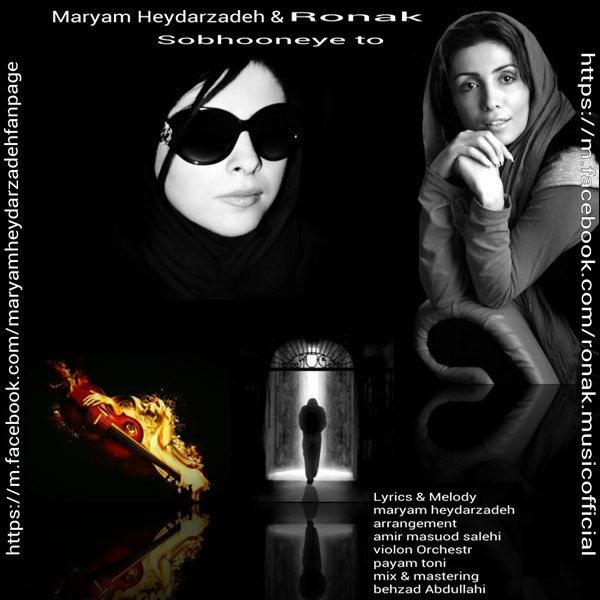 Maryam Heydarzadeh & Ronak
Sobhooneye to
https://m.facebook.com/maryamheydarzadehfanpage
https://m.facebook.com/ronak.musicofficial
Lyrics & Melody
maryam heydarzadeh
arrangement
amir masuod salehi
violon Orchestr
payam toni
mix & mastering
behzad Abdullahi